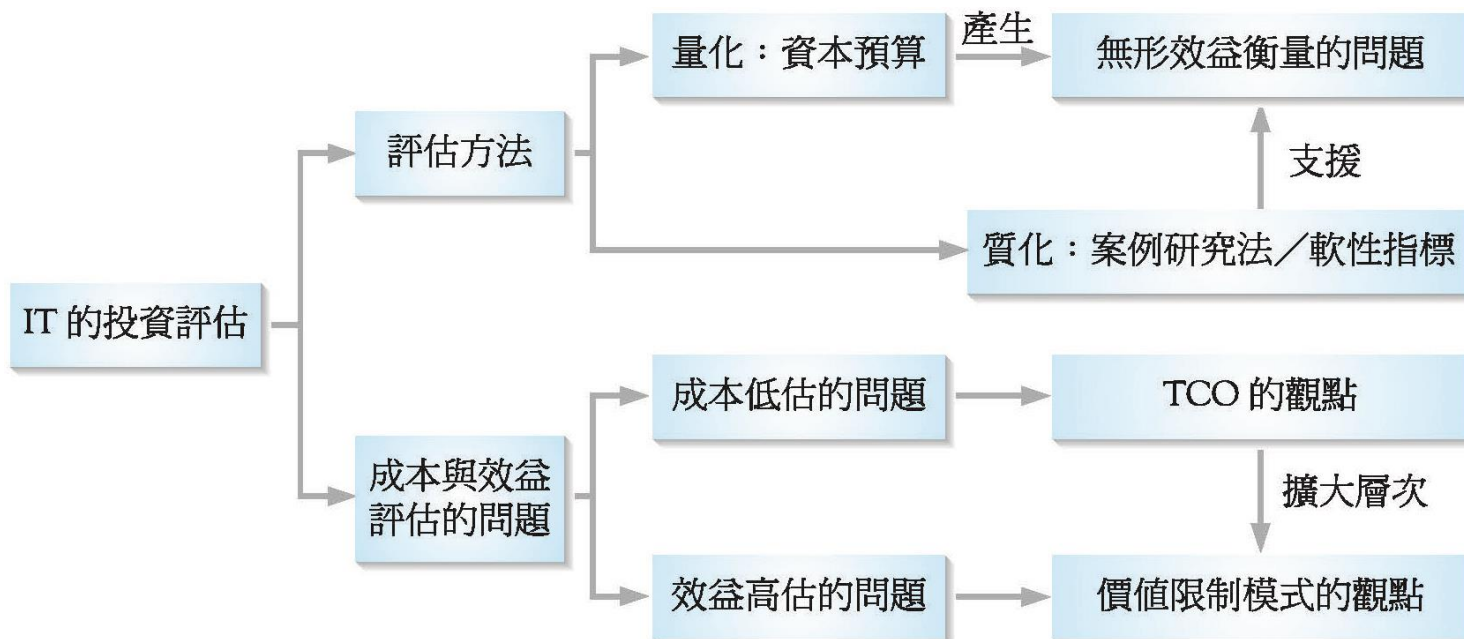 量化：資本預算
產生
無形效益衡量的問題
評估方法
支援
質化：案例研究法／軟性指標
IT 的投資評估
成本低估的問題
TCO 的觀點
成本與效益
評估的問題
擴大層次
效益高估的問題
價值限制模式的觀點